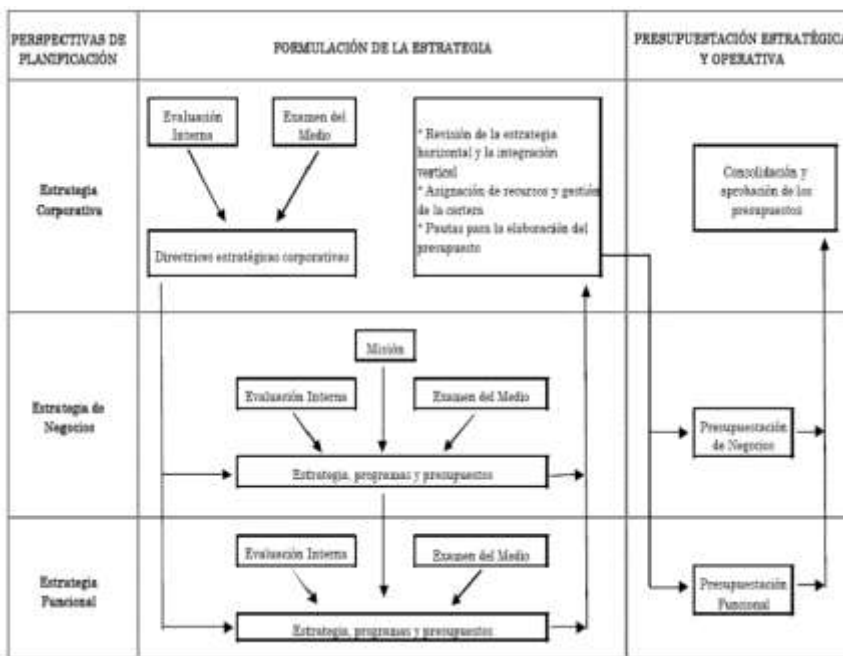 PERSPECTIVAS DE
PLANIFICACIÓN
FORMULACIÓN DE LA ESTRATEGIA
PRESUPUESTACIÓN ESTRATÉGICA
Y OPERATIVA
Estrategia
Corporativa
Evaluación
Interna
Examen del
Medio
Directrices estratégicas corporativas
* Revisión de la estrategia
horizontal y la integración
vertical
* Asignación de recursos y gestión
de la cartera
* Pautas para la elaboración del
presupuesto
Consolidación y
aprobación de los
presupuestos
Estrategia de
Negocios
Misión
Evaluación Interna
Examen del Medio
Estrategia, programas y presupuestos
Presupuestación
de Negocios
Estrategia
Funcional
Evaluación Interna
Examen del Medio
Estrategia, programas y presupuestos
Presupuestación
Funcional